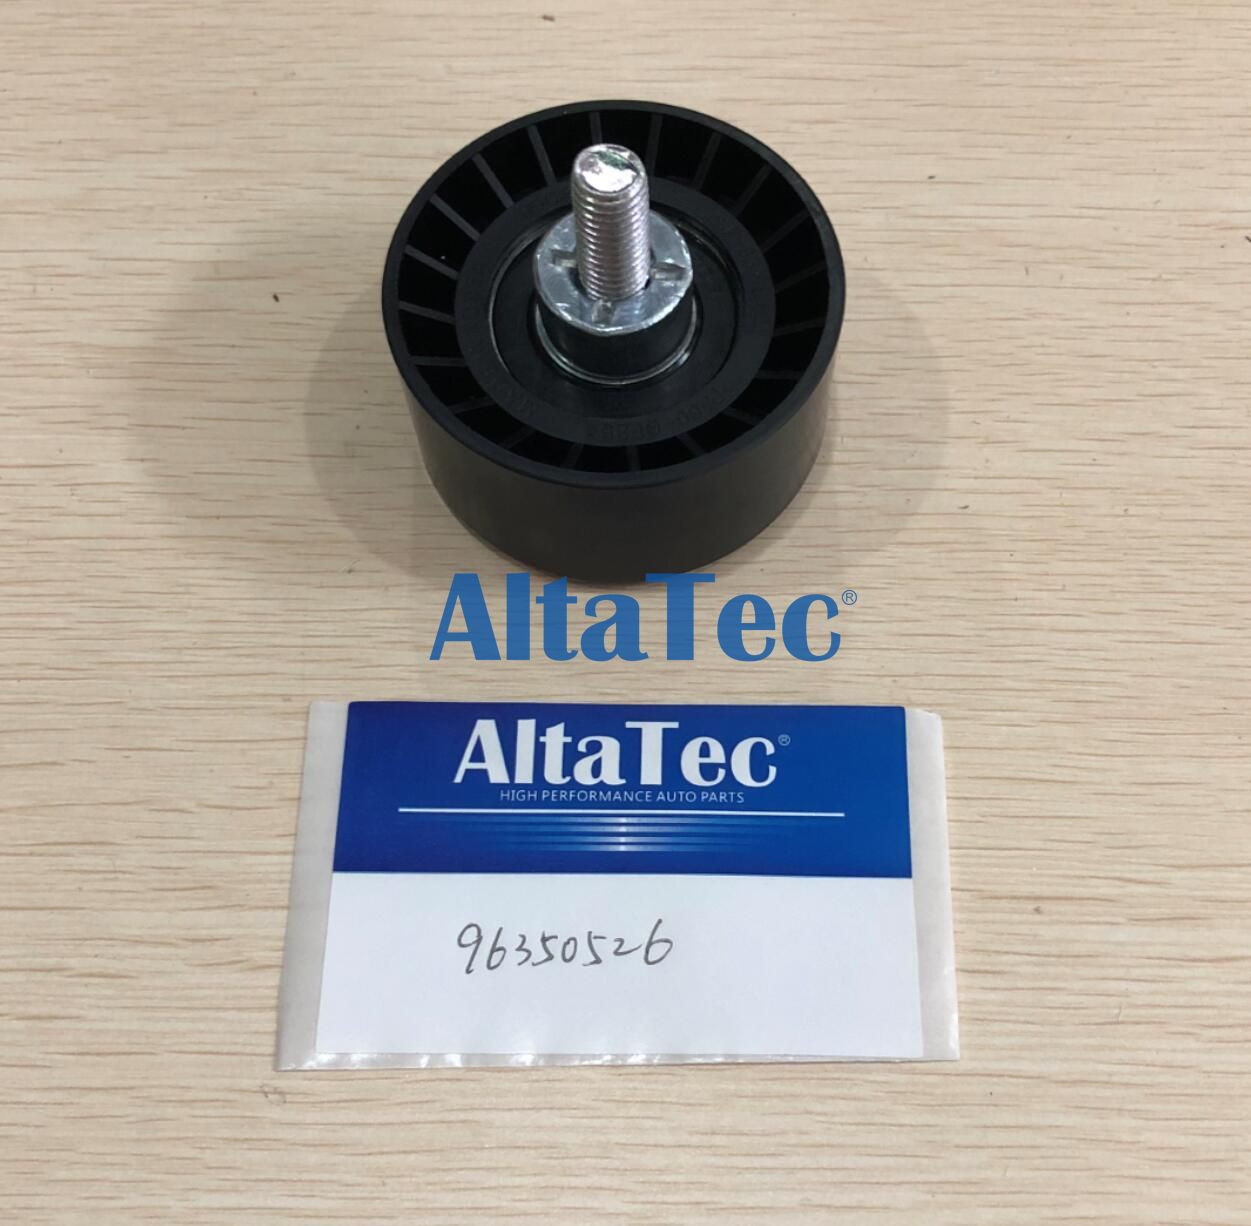 AltaTec®
AltaTec®
HIGH PERFORMANCE AUTO PARTS
96350526